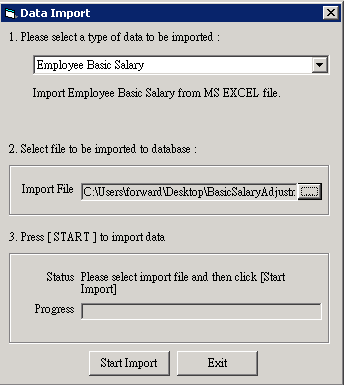 Data Import
1. Please select a type of data to be imported :
Employee Basic Salary
Import Employee Basic Salary from MS EXCEL file.
2. Select file to be imported to database :
Import File C:\Users\forward\Desktop\BasicSalaryAdjustr ...
3. Press [ START ] to import data
Status Please select import file and then click [Start
Import]
Progress
Start Import Exit